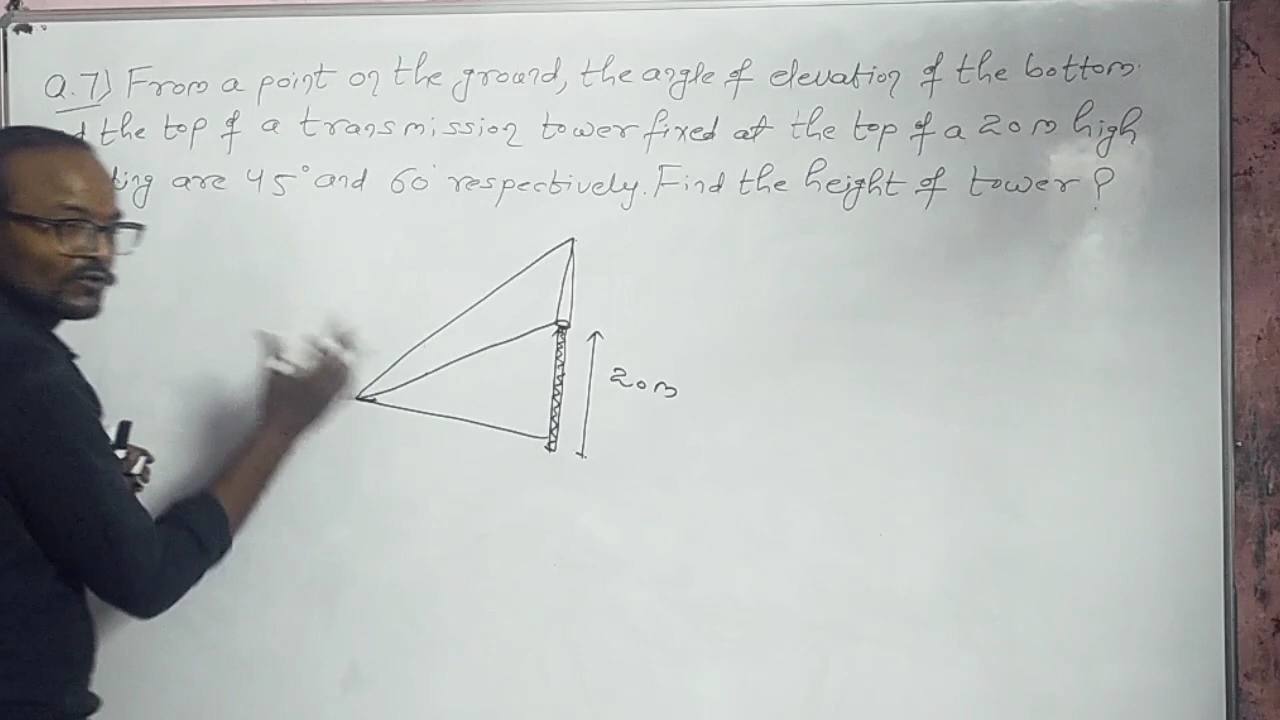 Q.7) From a point on the ground, the angle of elevation of the bottom
the top of a transmission tower fixed at the top of a 20m high
are 45° and 60° respectively. Find the height of tower?
20m